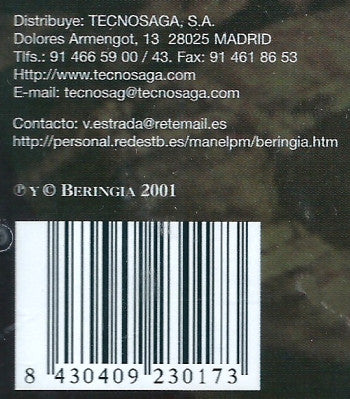 Distribuye: TECNOSAGA, S.A.
Dolores Armengot, 13 28025 MADRID
Tlfs.: 91 466 59 00 / 43. Fax: 91 461 86 53
Http://www.tecnosaga.com
E-mail: tecnosag@tecnosaga.com
Contacto: v.estrada@retemail.es
http://personal.redestb.es/manelpm/beringia.htm
℗ Y © BERINGIA 2001
8 430409 230173